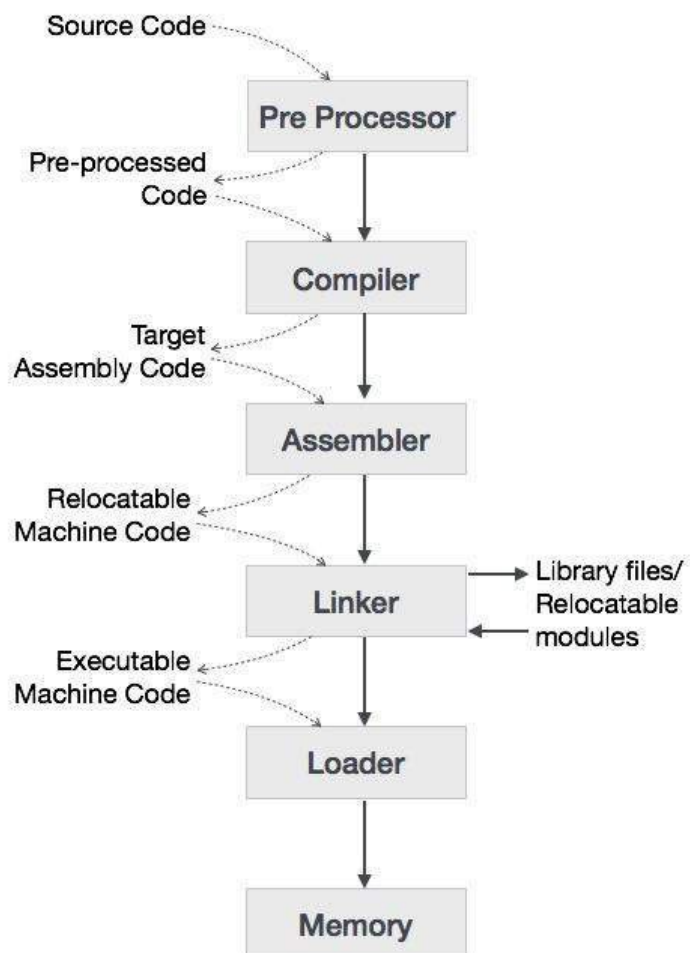 Source Code
Pre Processor
Pre-processed
Code
Compiler
Target
Assembly Code
Assembler
Relocatable
Machine Code
Linker
Library files/
Relocatable
modules
Executable
Machine Code
Loader
Memory